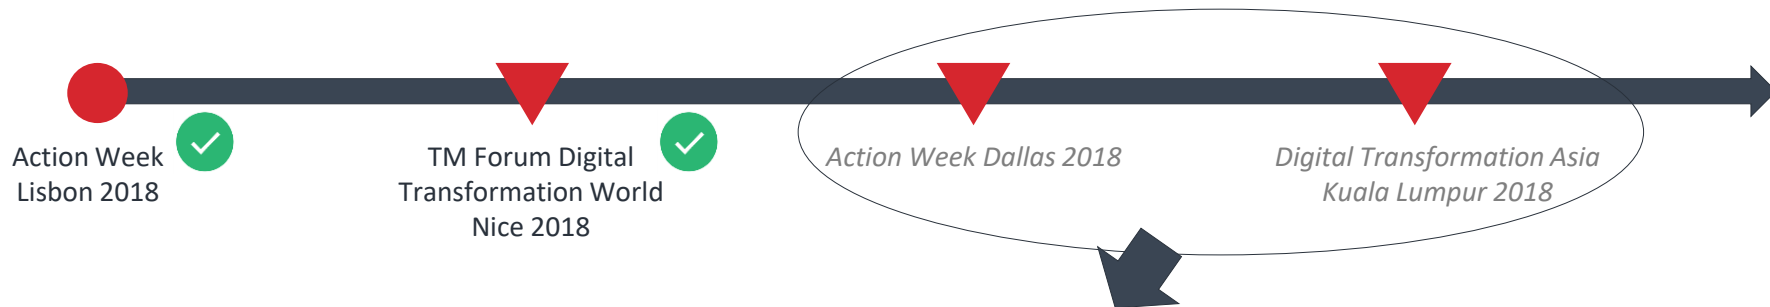 Action Week
Lisbon 2018
TM Forum Digital
Transformation World
Nice 2018
Action Week Dallas 2018
Digital Transformation Asia
Kuala Lumpur 2018